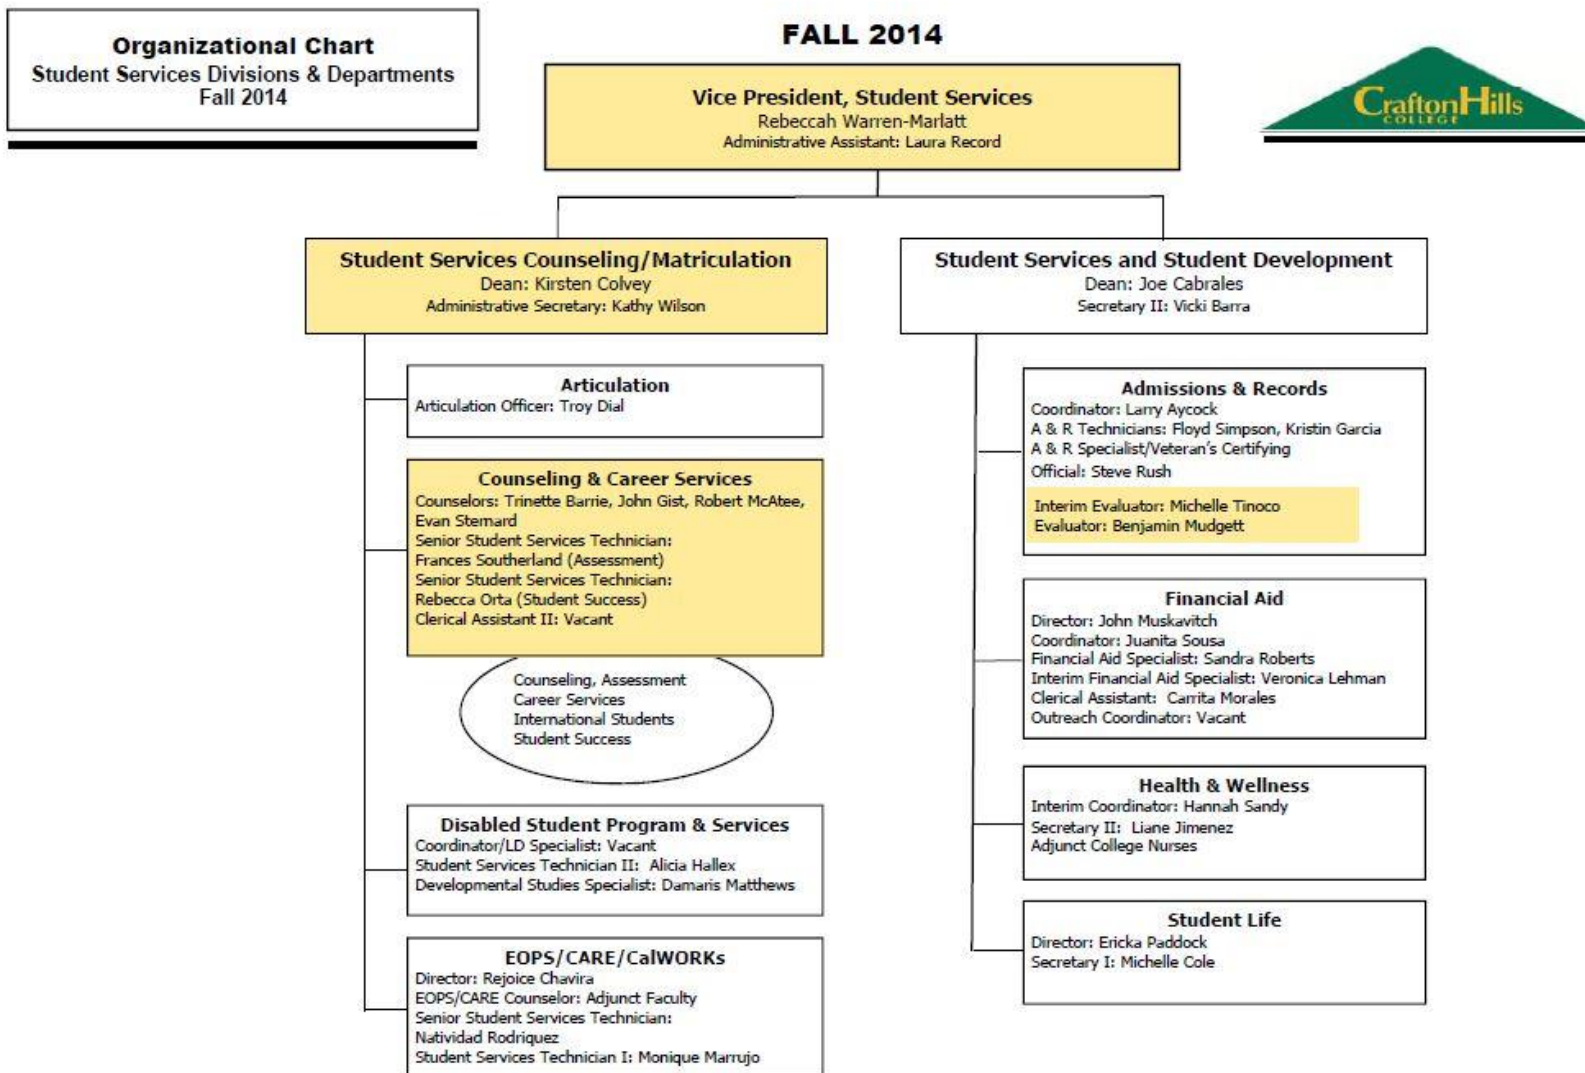 Organizational Chart
Student Services Divisions & Departments
Fall 2014
FALL 2014
Vice President, Student Services
Rebeccah Warren-Marlatt
Administrative Assistant: Laura Record
CraftonHills
COLLEGE
Student Services Counseling/Matriculation
Dean: Kirsten Colvey
Administrative Secretary: Kathy Wilson
Articulation
Articulation Officer: Troy Dial
Counseling & Career Services
Counselors: Trinette Barrie, John Gist, Robert McAtee,
Evan Sternard
Senior Student Services Technician:
Frances Southerland (Assessment)
Senior Student Services Technician:
Rebecca Orta (Student Success)
Clerical Assistant II: Vacant
Counseling, Assessment
Career Services
International Students
Student Success
Disabled Student Program & Services
Coordinator/LD Specialist: Vacant
Student Services Technician II: Alicia Hallex
Developmental Studies Specialist: Damaris Matthews
EOPS/CARE/CalWORKs
Director: Rejoice Chavira
EOPS/CARE Counselor: Adjunct Faculty
Senior Student Services Technician:
Natividad Rodriquez
Student Services Technician I: Monique Marrujo
Student Services and Student Development
Dean: Joe Cabrales
Secretary II: Vicki Barra
Admissions & Records
Coordinator: Larry Aycock
A & R Technicians: Floyd Simpson, Kristin Garcia
A & R Specialist/Veteran's Certifying
Official: Steve Rush
Interim Evaluator: Michelle Tinoco
Evaluator: Benjamin Mudgett
Financial Aid
Director: John Muskavitch
Coordinator: Juanita Sousa
Financial Aid Specialist: Sandra Roberts
Interim Financial Aid Specialist: Veronica Lehman
Clerical Assistant: Carrita Morales
Outreach Coordinator: Vacant
Health & Wellness
Interim Coordinator: Hannah Sandy
Secretary II: Liane Jimenez
Adjunct College Nurses
Student Life
Director: Ericka Paddock
Secretary I: Michelle Cole